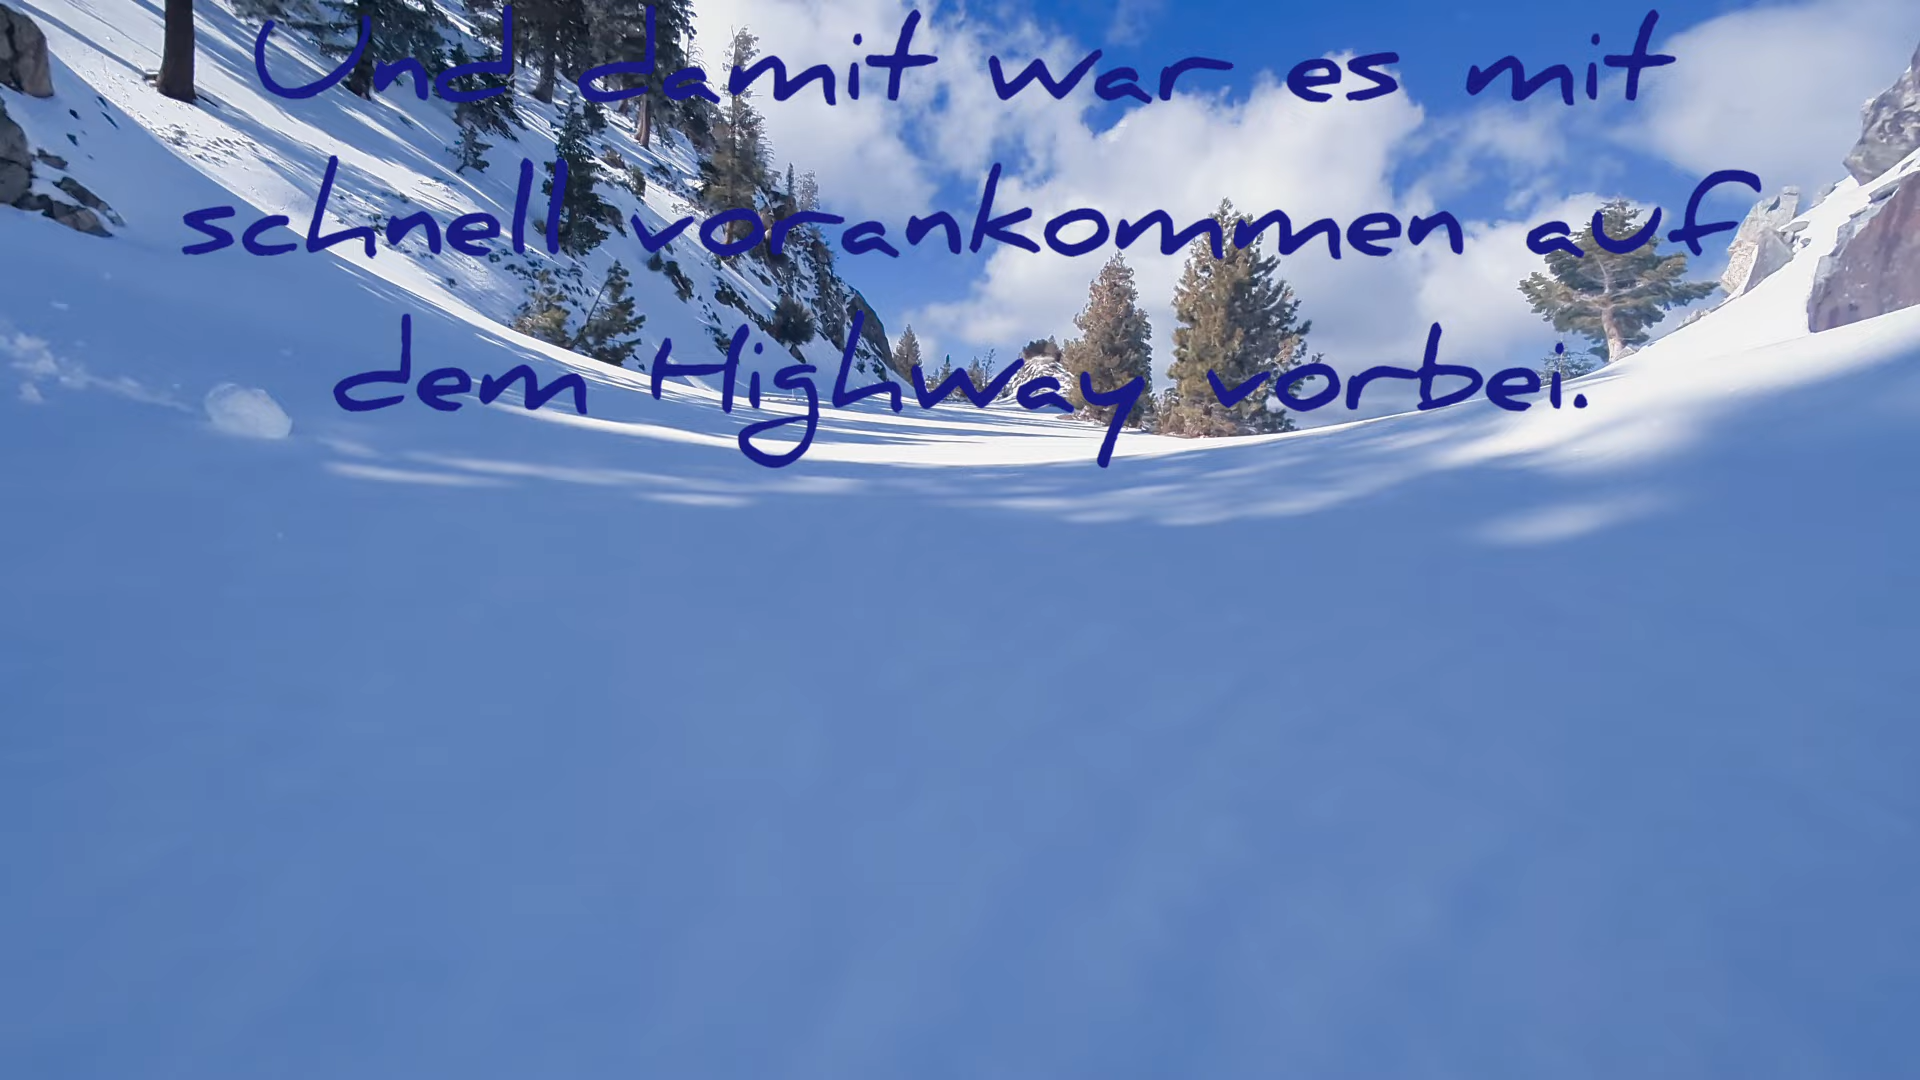 Und damit war es mit
schnell vorankommen auf
dem Highway vorbei.